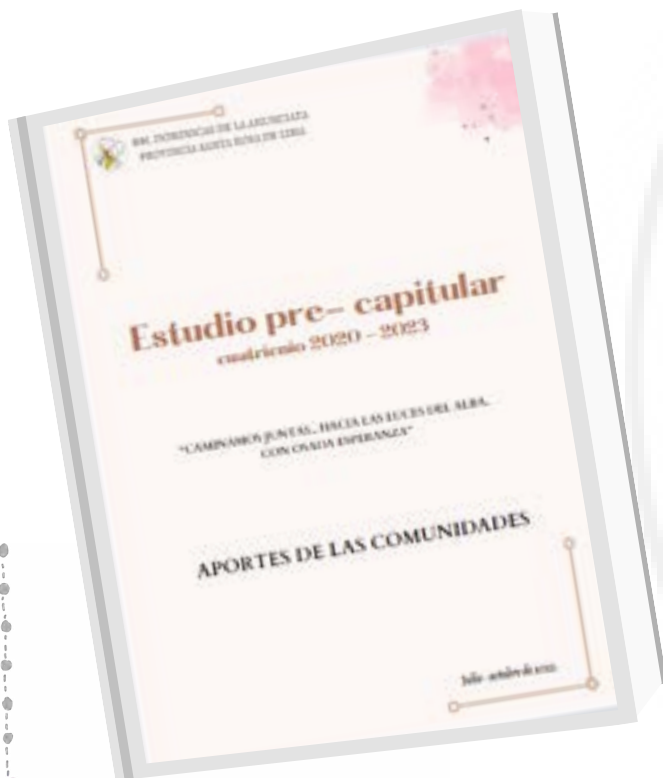 HH. DOMINICAS DE LA ANUNCIATA
PROVINCIA SANTA ROSA DE LIMA
Estudio pre– capitular
cuatrienio 2020 – 2023
“CAMINAMOS JUNTAS... HACIA LAS LUCES DEL ALBA,
CON OSADA ESPERANZA”
APORTES DE LAS COMUNIDADES
Julio